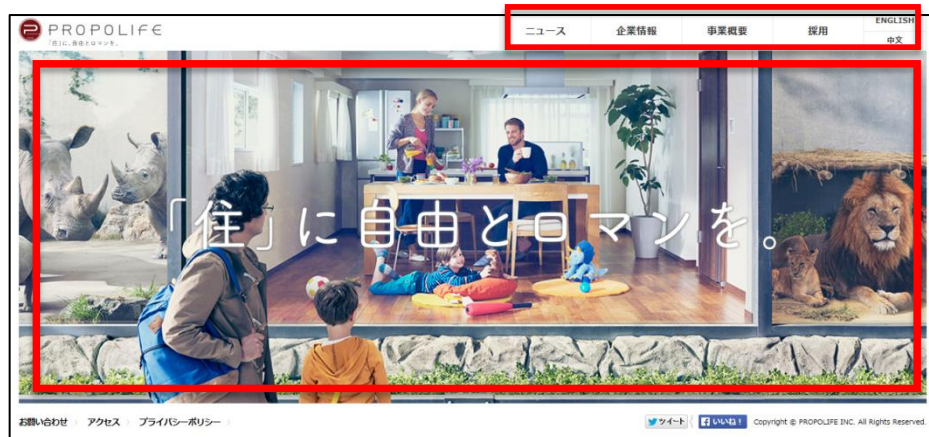 PROPOLIFE
「住」に、自由とロマンを。
ニュース 企業情報 事業概要 採用
ENGLISH
中文
「住」に自由とロマンを。
お問い合わせ アクセス プライバシーポリシー
ツイート いいね! Copyright © PROPOLIFE INC. All Rights Reserved.